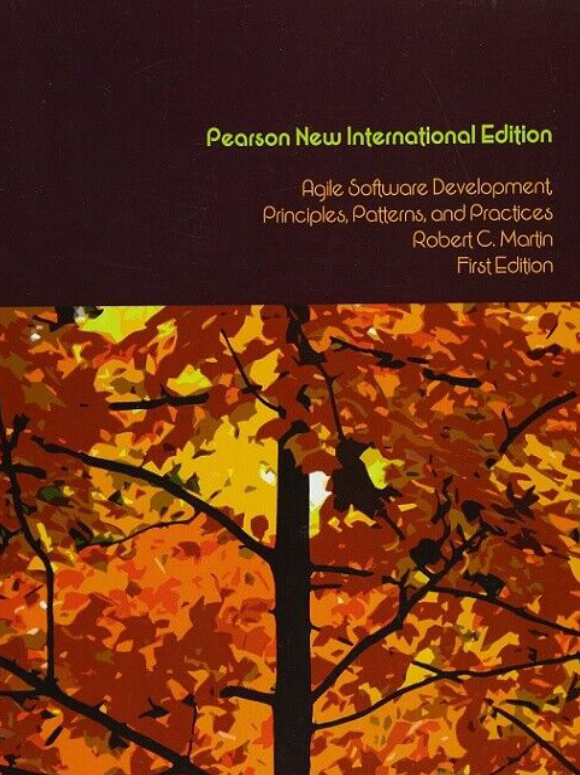 Pearson New International Edition
Agile Software Development,
Principles, Patterns, and Practices
Robert C. Martin
First Edition